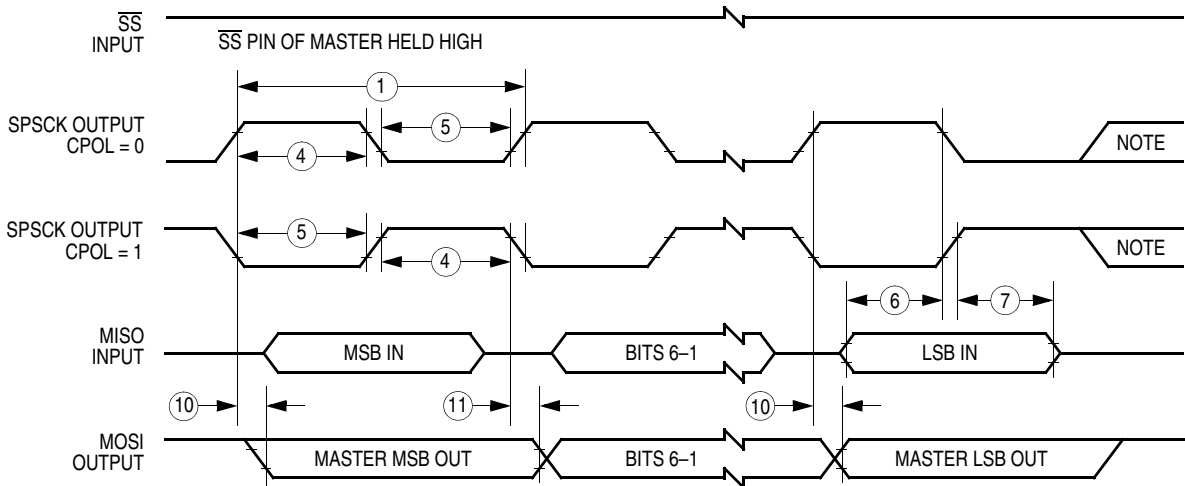 SS
INPUT
SS PIN OF MASTER HELD HIGH
1
SPSCK OUTPUT
CPOL = 0
5
4
NOTE
SPSCK OUTPUT
CPOL = 1
5
4
NOTE
6
7
MISO
INPUT
MSB IN
BITS 6–1
LSB IN
10
11
10
MOSI
OUTPUT
MASTER MSB OUT
BITS 6–1
MASTER LSB OUT